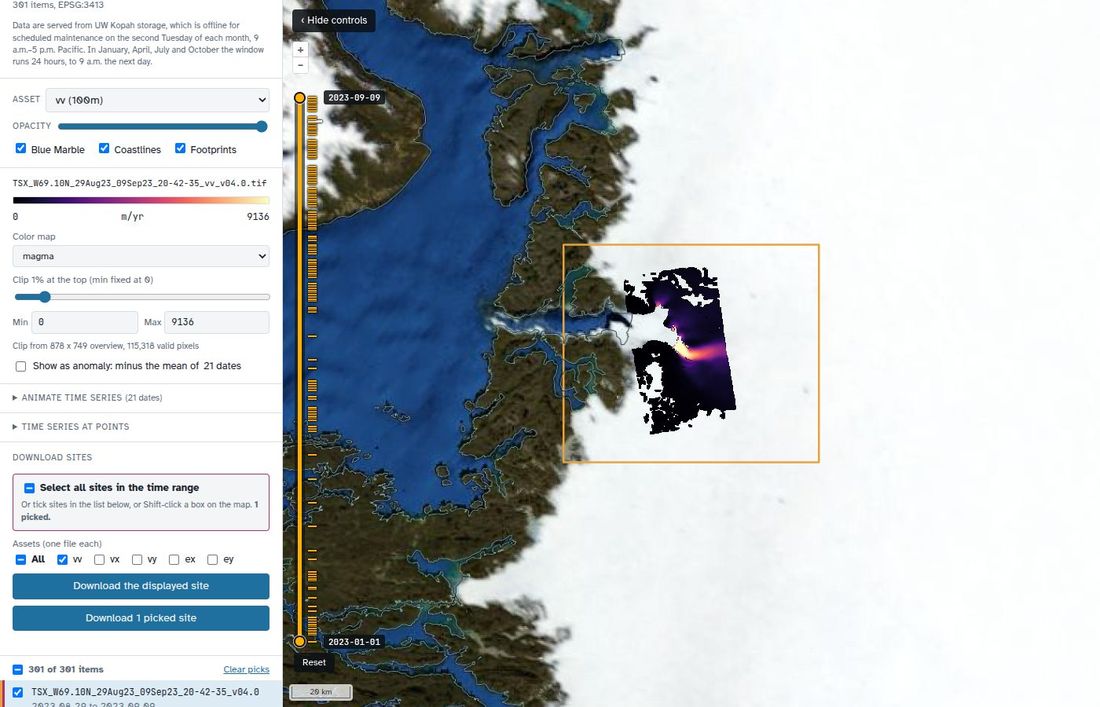 301 items, EPSG:3413
Data are served from UW Kopah storage, which is offline for
scheduled maintenance on the second Tuesday of each month, 9
a.m.–5 p.m. Pacific. In January, April, July and October the window
runs 24 hours, to 9 a.m. the next day.
ASSET vv (100m)
OPACITY
Blue Marble Coastlines Footprints
TSX_W69.10N_29Aug23_09Sep23_20-42-35_vv_v04.0.tif
0 m/yr 9136
Color map
magma
Clip 1% at the top (min fixed at 0)
Min 0 Max 9136
Clip from 878 x 749 overview, 115,318 valid pixels
Show as anomaly: minus the mean of 21 dates
ANIMATE TIME SERIES (21 dates)
TIME SERIES AT POINTS
DOWNLOAD SITES
Select all sites in the time range
Or tick sites in the list below, or Shift-click a box on the map. 1
picked.
Assets (one file each)
All vv vx vy ex ey
Download the displayed site
Download 1 picked site
301 of 301 items Clear picks
TSX_W69.10N_29Aug23_09Sep23_20-42-35_v04.0
2023-08-29 to 2023-09-09
‹ Hide controls
+
−
2023-09-09
2023-01-01
Reset
20 km